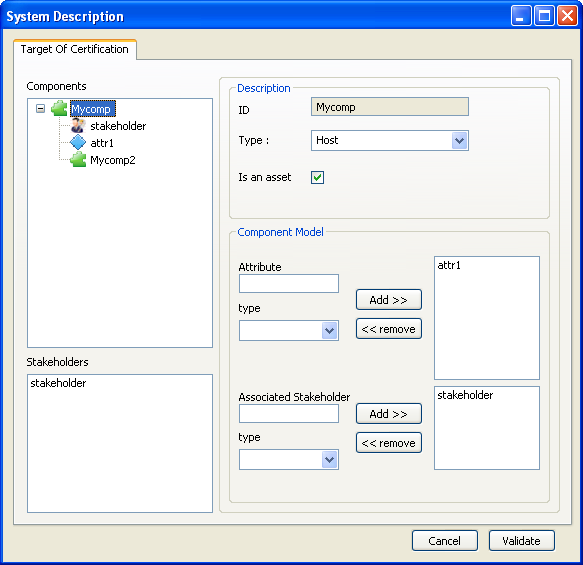 System Description
Target Of Certification
Components
Mycomp
stakeholder
attr1
Mycomp2
Stakeholders
stakeholder
Description
ID
Mycomp
Type :
Host
Is an asset
Component Model
Attribute
type
Add >>
<< remove
attr1
Associated Stakeholder
type
Add >>
<< remove
stakeholder
Cancel
Validate